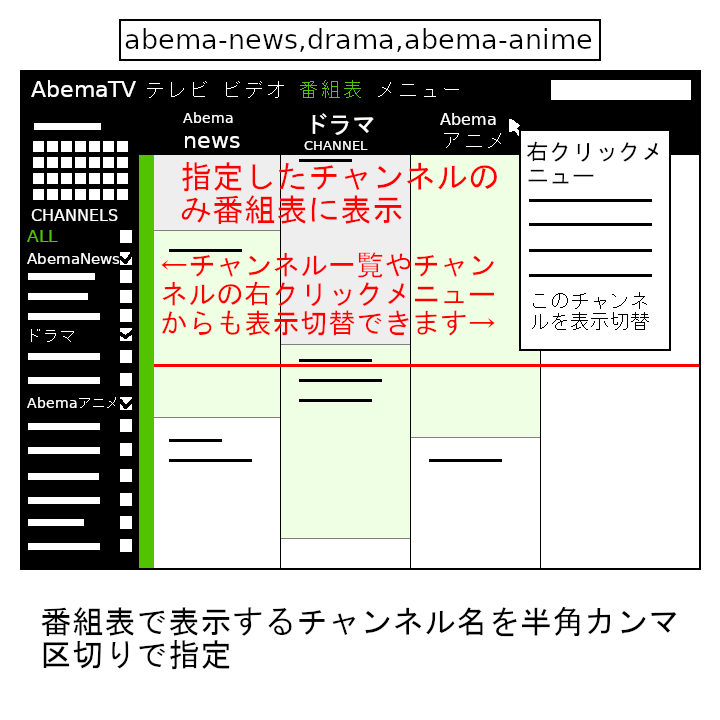 abema-news,drama,abema-anime
AbemaTV テレビ ビデオ 番組表 メニュー
Abema
news
ドラマ
CHANNEL
Abema
アニメ
右クリックメ
ニュー
このチャンネ
ルを表示切替
CHANNELS
ALL
AbemaNews
ドラマ
Abemaアニメ
指定したチャンネルの
み番組表に表示
←チャンネル一覧やチャン
ネルの右クリックメニュー
からも表示切替できます→
番組表で表示するチャンネル名を半角カンマ
区切りで指定